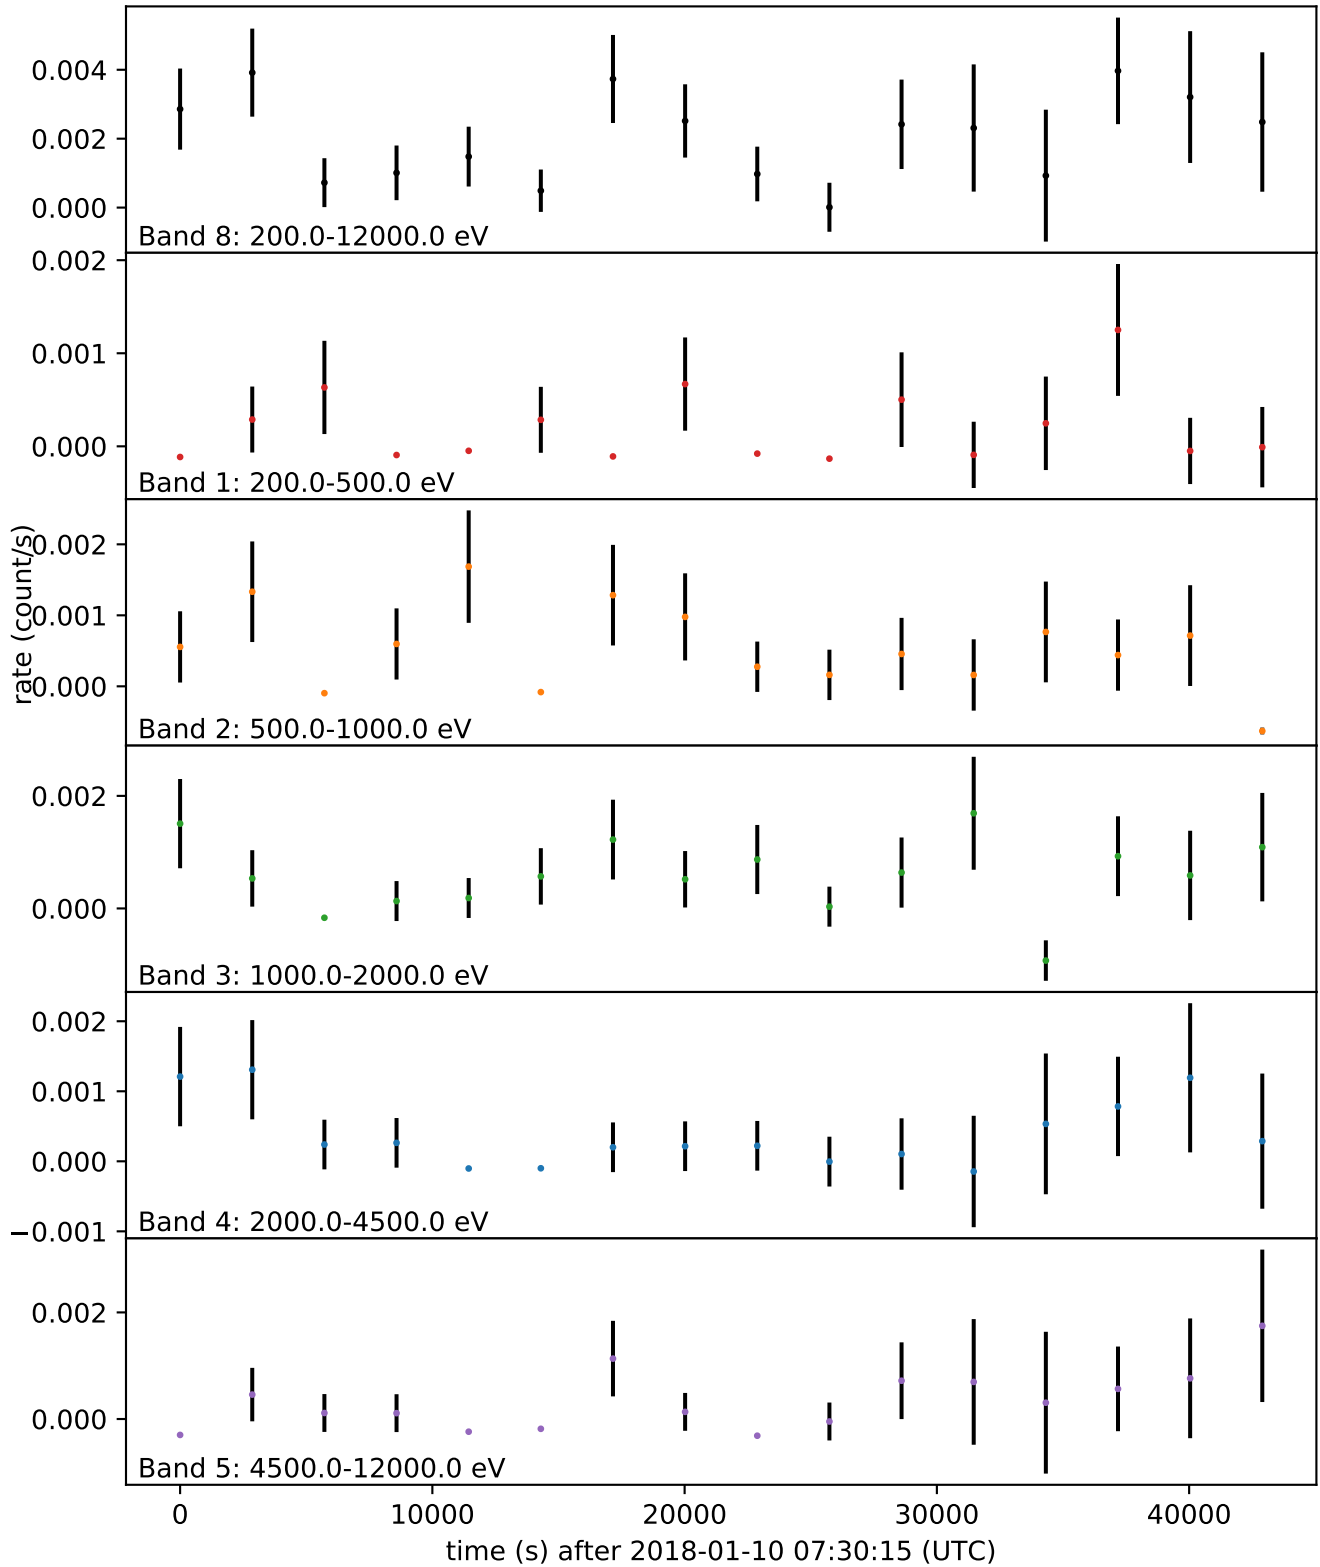 0.004
0.002
0.000
Band 8: 200.0-12000.0 eV
0.002
0.001
0.000
Band 1: 200.0-500.0 eV
rate (count/s)
0.002
0.001
0.000
Band 2: 500.0-1000.0 eV
0.002
0.000
Band 3: 1000.0-2000.0 eV
0.002
0.001
0.000
−0.001
Band 4: 2000.0-4500.0 eV
0.002
0.000
Band 5: 4500.0-12000.0 eV
0 10000 20000 30000 40000
time (s) after 2018-01-10 07:30:15 (UTC)